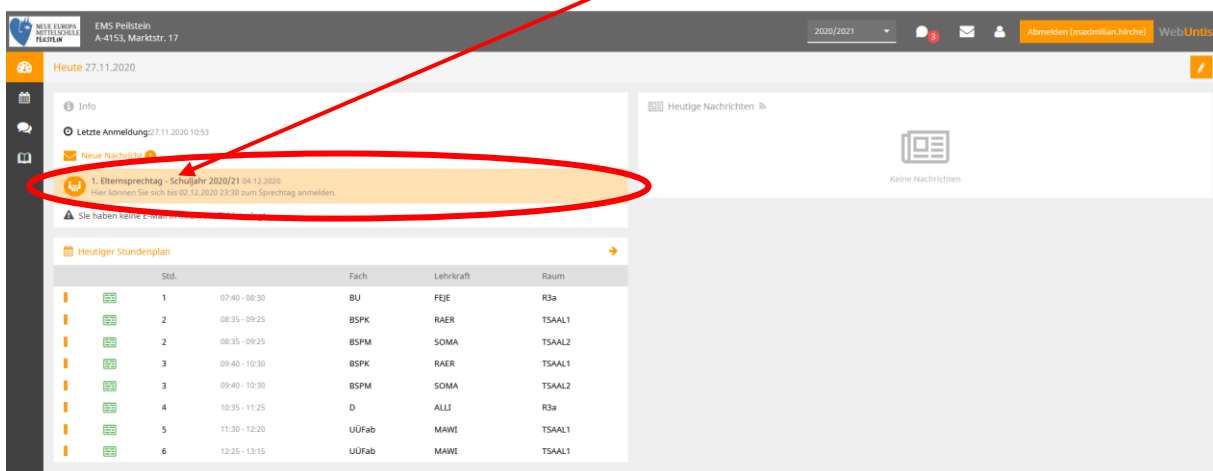 NEUE EUROPA
MITTELSCHULE
PEILSTEIN
EMS Peilstein
A-4153, Marktstr. 17
2020/2021
3
Abmelden (maximilian.hirche)
WebUntis
Heute 27.11.2020
Info
Letzte Anmeldung:27.11.2020 10:53
Neue Nachricht
1. Elternsprechtag - Schuljahr 2020/21 04.12.2020
Hier können Sie sich bis 02.12.2020 23:30 zum Sprechtag anmelden.
Sie haben keine E-Mail
Heutige Nachrichten
Keine Nachrichten
Heutiger Stundenplan
Std. Fach Lehrkraft Raum
1 07:40 - 08:30 BU FEJE R3a
2 08:35 - 09:25 BSPK RAER TSAAL1
2 08:35 - 09:25 BSPM SOMA TSAAL2
3 09:40 - 10:30 BSPK RAER TSAAL1
3 09:40 - 10:30 BSPM SOMA TSAAL2
4 10:35 - 11:25 D ALLI R3a
5 11:30 - 12:20 UÜFab MAWI TSAAL1
6 12:25 - 13:15 UÜFab MAWI TSAAL1